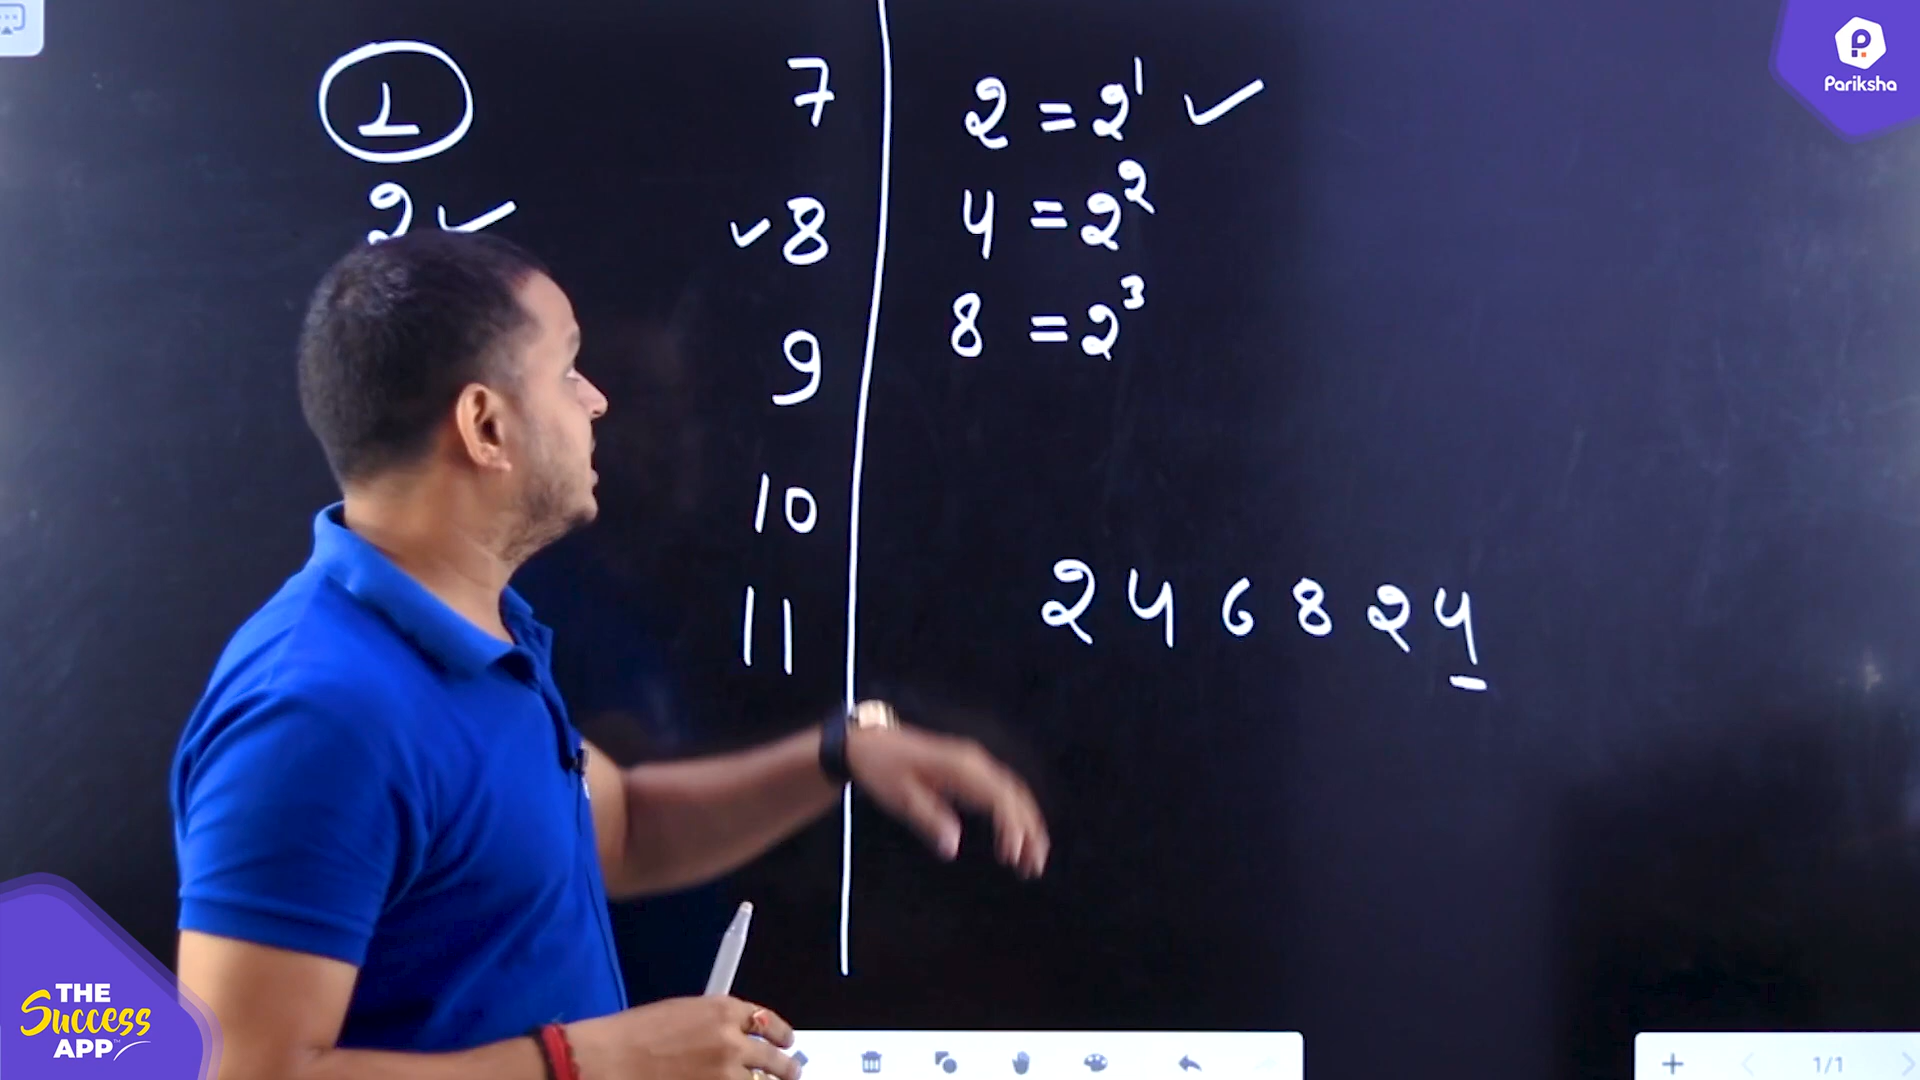 1
2 ✓
7
✓ 8
9
10
11
2 = 2¹ ✓
4 = 2²
8 = 2³
2 4 6 8 2 4
Pariksha
THE
Success
APP™
1/1